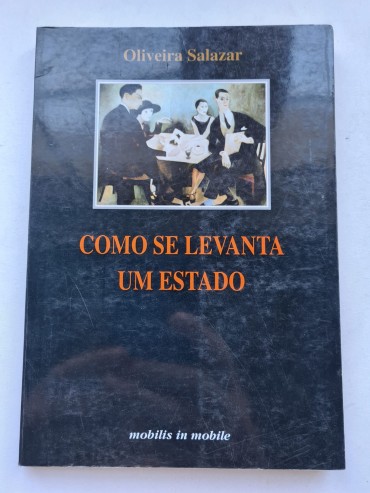 Oliveira Salazar
COMO SE LEVANTA
UM ESTADO
mobilis in mobile